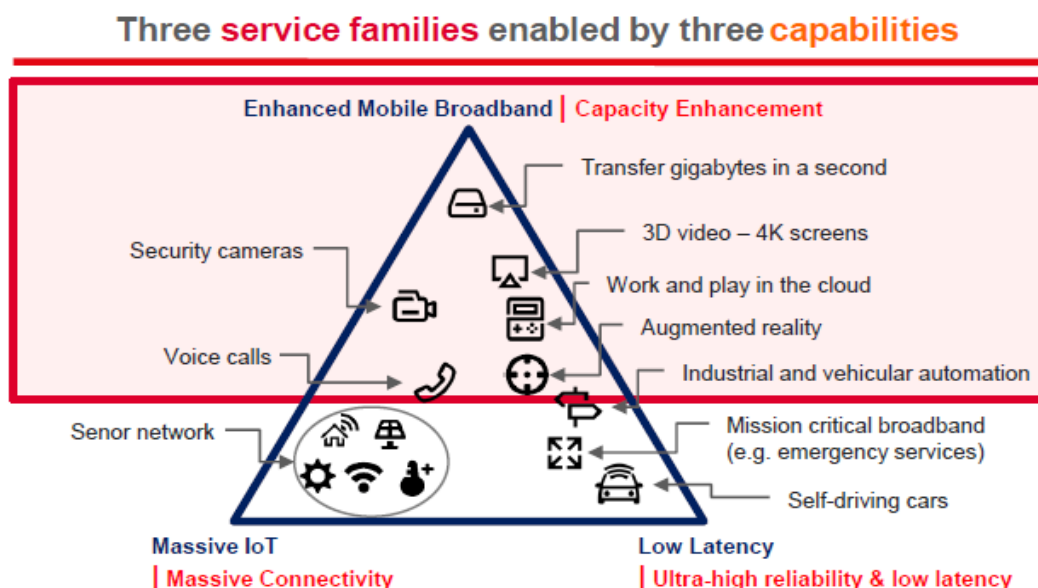 Three service families enabled by three capabilities
Enhanced Mobile Broadband | Capacity Enhancement
Transfer gigabytes in a second
Security cameras
3D video – 4K screens
Work and play in the cloud
Augmented reality
Voice calls
Industrial and vehicular automation
Senor network
Mission critical broadband
(e.g. emergency services)
Self-driving cars
Massive IoT
| Massive Connectivity
Low Latency
| Ultra-high reliability & low latency